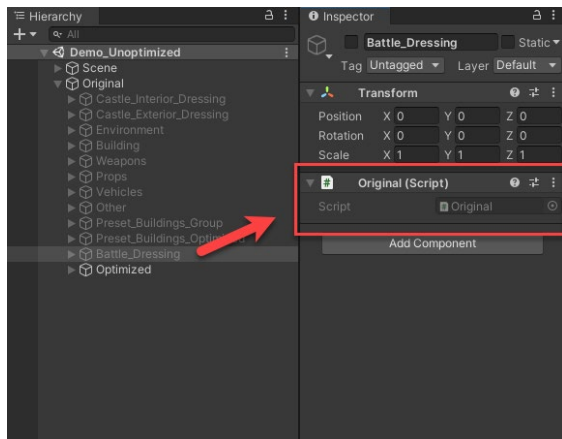 Hierarchy
All
Demo_Unoptimized
Scene
Original
Castle_Interior_Dressing
Castle_Exterior_Dressing
Environment
Building
Weapons
Props
Vehicles
Other
Preset_Buildings_Group
Preset_Buildings_Optimized
Battle_Dressing
Optimized
Inspector
Battle_Dressing Static
Tag Untagged Layer Default
Transform
Position X 0 Y 0 Z 0
Rotation X 0 Y 0 Z 0
Scale X 1 Y 1 Z 1
# Original (Script)
Script Original
Add Component